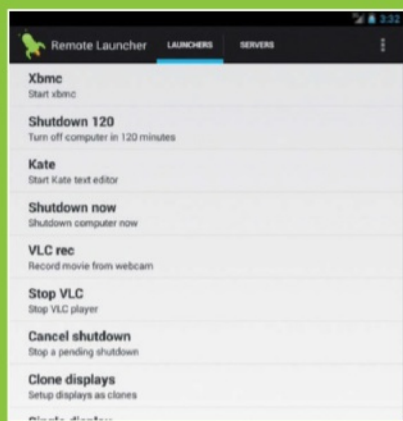 3:32
Remote Launcher LAUNCHERS SERVERS
Xbmc
Start xbmc
Shutdown 120
Turn off computer in 120 minutes
Kate
Start Kate text editor
Shutdown now
Shutdown computer now
VLC rec
Record movie from webcam
Stop VLC
Stop VLC player
Cancel shutdown
Stop a pending shutdown
Clone displays
Setup displays as clones